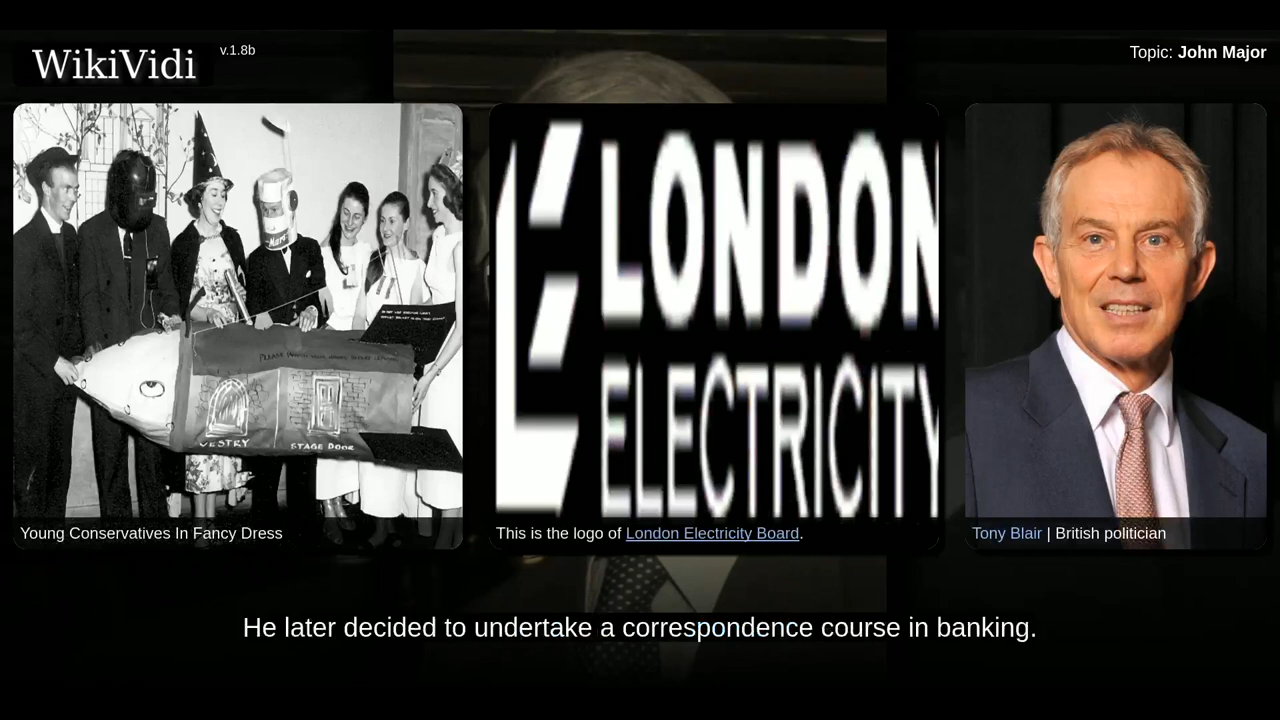 WikiVidi
v.1.8b
Topic: John Major
VESTRY
STAGE DOOR
LONDON
ELECTRICITY
Young Conservatives In Fancy Dress
This is the logo of London Electricity Board.
Tony Blair | British politician
He later decided to undertake a correspondence course in banking.